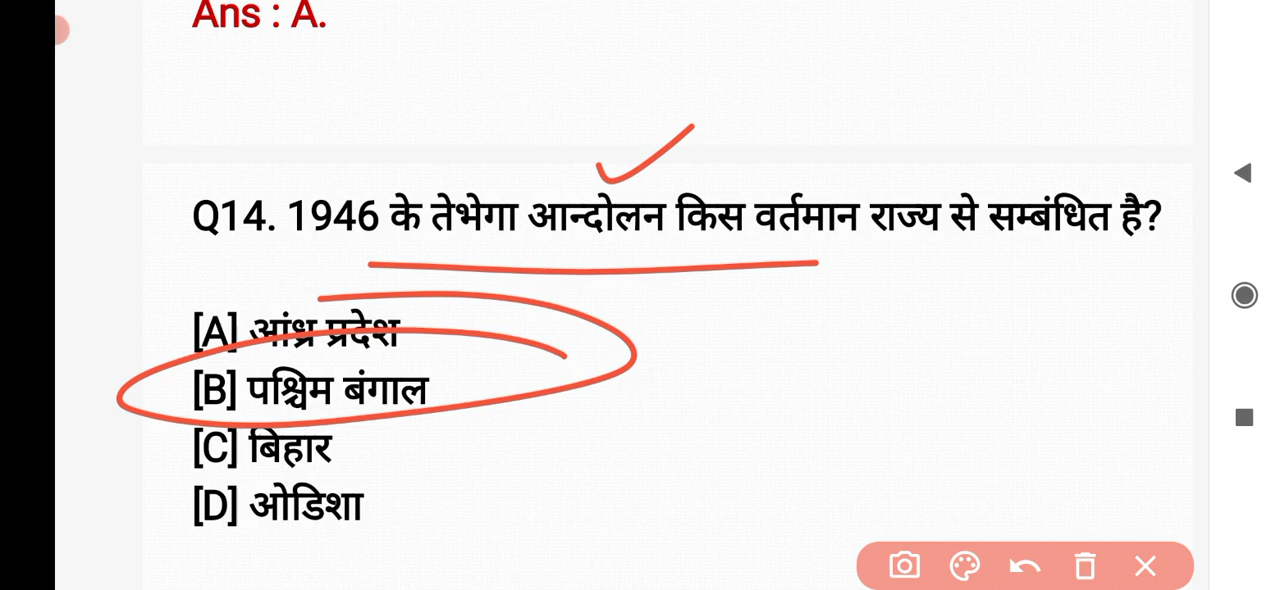 Ans : A.
Q14. 1946 के तेभेगा आन्दोलन किस वर्तमान राज्य से सम्बंधित है?
[A] आंध्र प्रदेश
[B] पश्चिम बंगाल
[C] बिहार
[D] ओडिशा